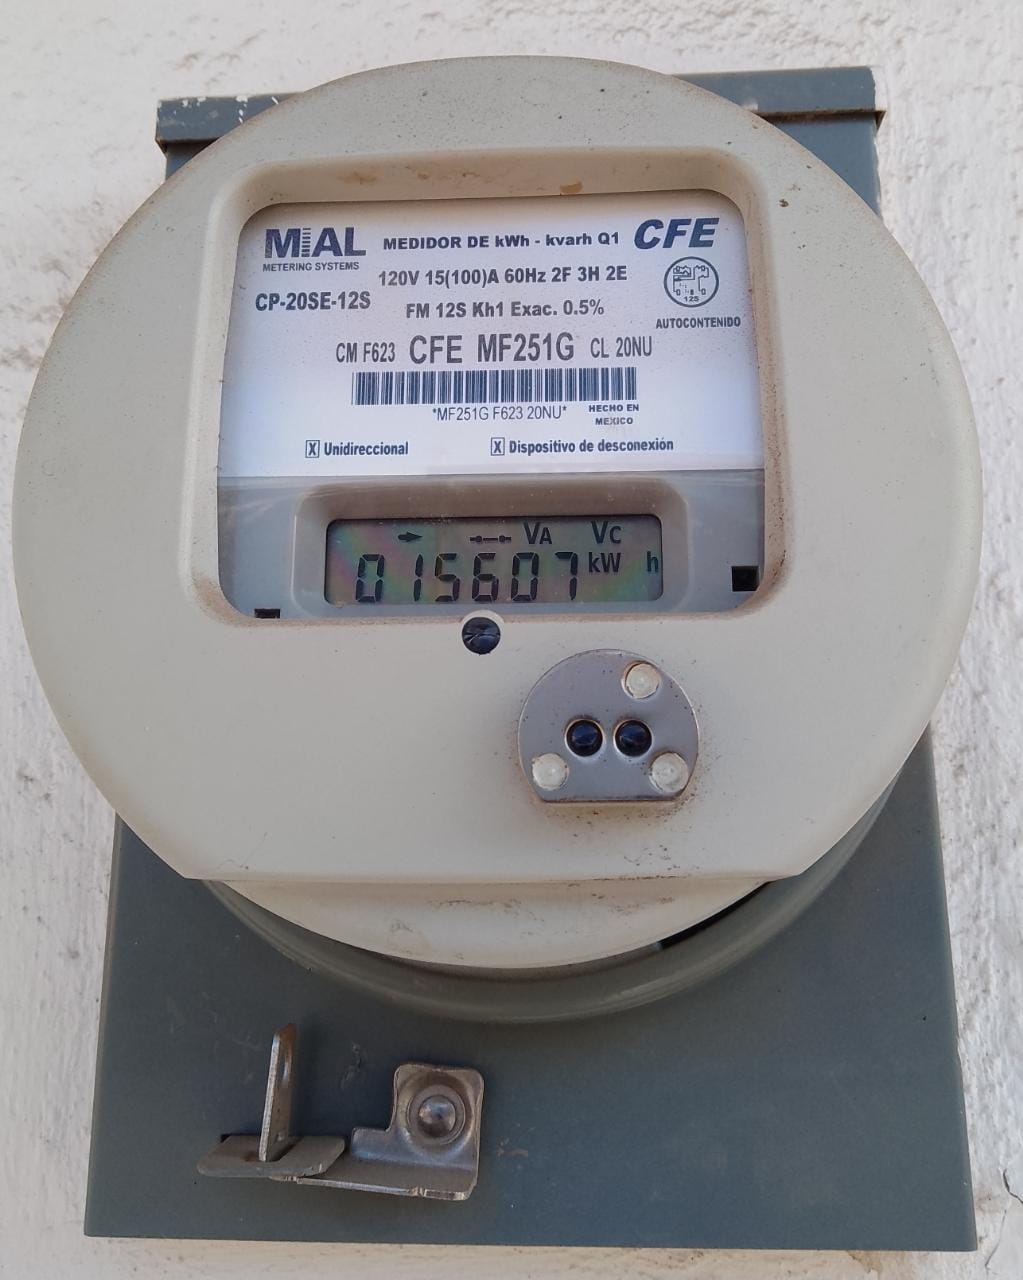 MIAL
METERING SYSTEMS
MEDIDOR DE kWh - kvarh Q1
CFE
120V 15(100)A 60Hz 2F 3H 2E
CP-20SE-12S
FM 12S Kh1 Exac. 0.5%
12S
AUTOCONTENIDO
CM F623 CFE MF251G CL 20NU
*MF251G F623 20NU*
HECHO EN
MEXICO
X Unidireccional
X Dispositivo de desconexión
VA VC
015607 kW h